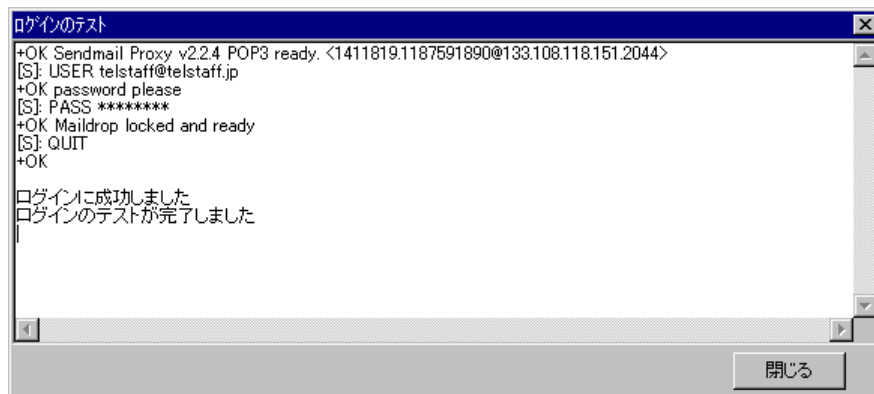 ﾛｸﾞｲﾝのﾃｽﾄ
+OK Sendmail Proxy v2.2.4 POP3 ready. <1411819.1187591890@133.108.118.151.2044>
[S]: USER telstaff@telstaff.jp
+OK password please
[S]: PASS ********
+OK Maildrop locked and ready
[S]: QUIT
+OK
ログインに成功しました
ログインのテストが完了しました
閉じる